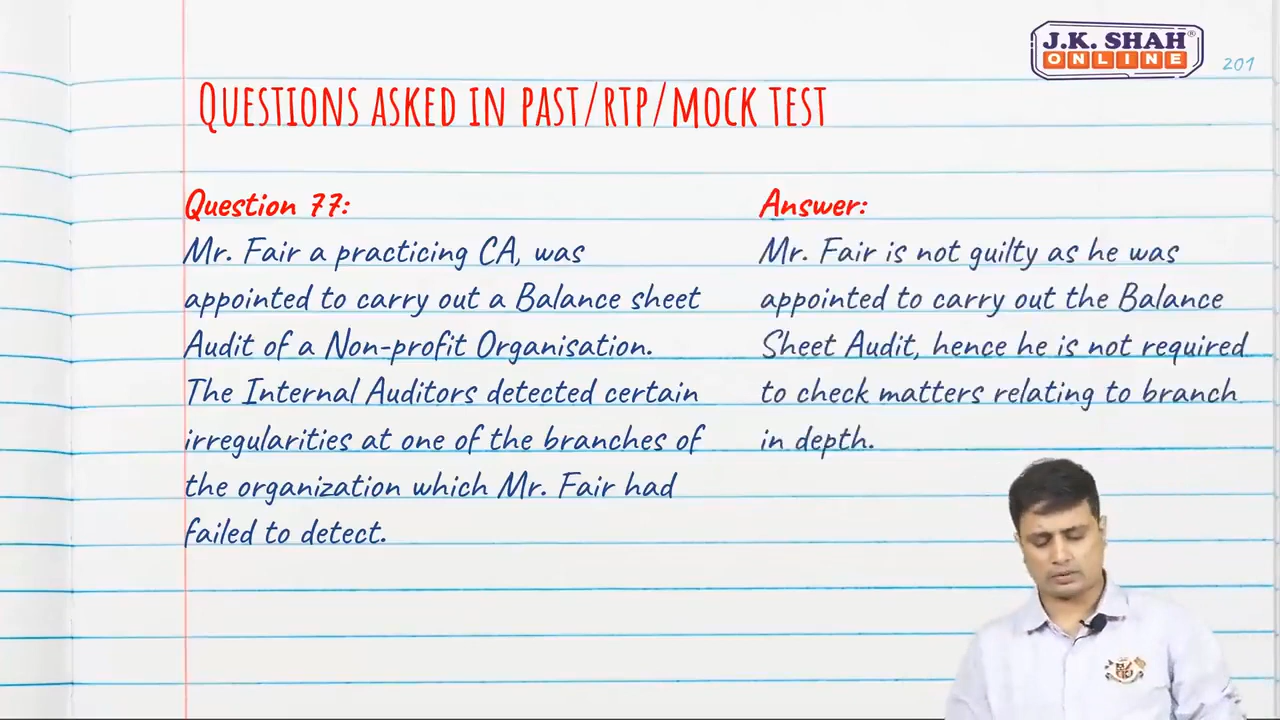 J.K. SHAH®
ONLINE
201
QUESTIONS ASKED IN PAST/RTP/MOCK TEST
Question 77:
Mr. Fair a practicing CA, was
appointed to carry out a Balance sheet
Audit of a Non-profit Organisation.
The Internal Auditors detected certain
irregularities at one of the branches of
the organization which Mr. Fair had
failed to detect.
Answer:
Mr. Fair is not guilty as he was
appointed to carry out the Balance
Sheet Audit, hence he is not required
to check matters relating to branch
in depth.